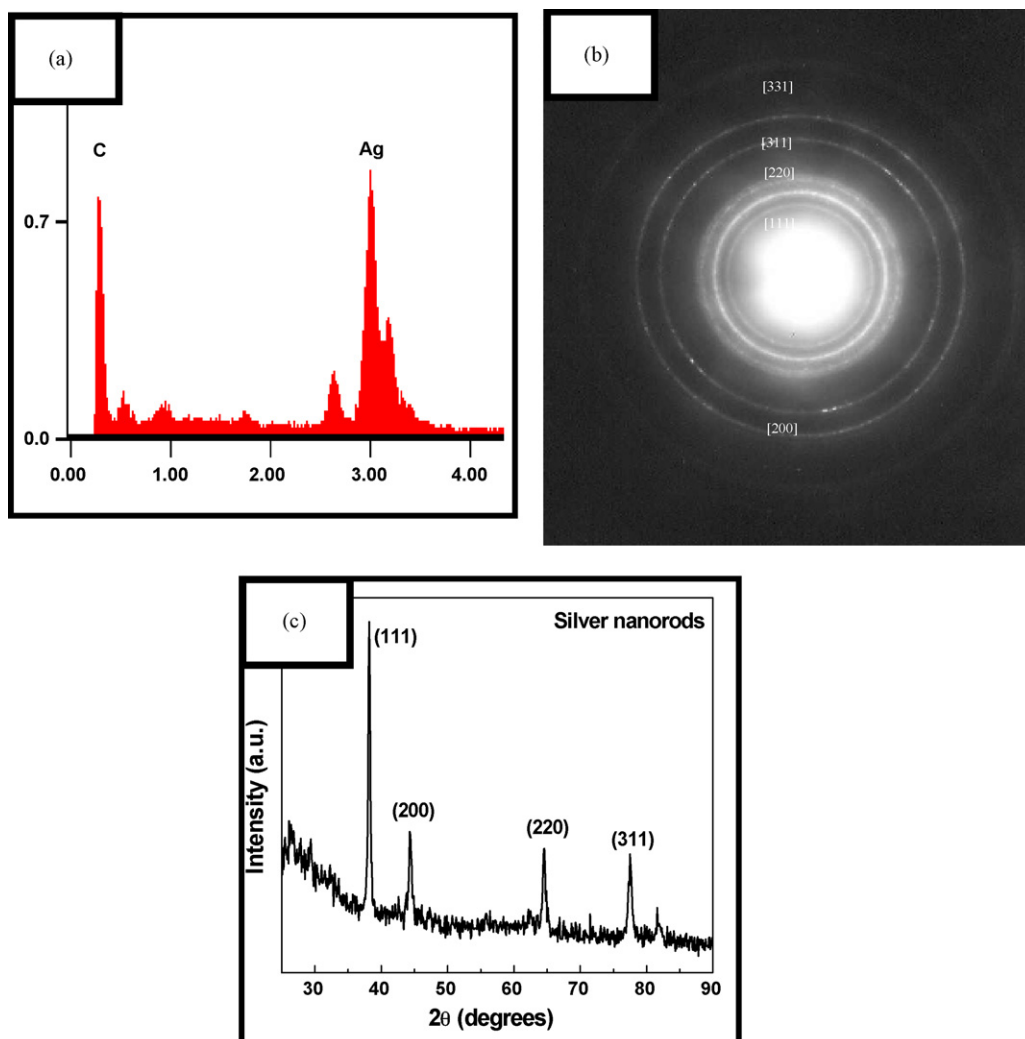 (a)
C
Ag
0.7
0.0
0.00 1.00 2.00 3.00 4.00
(b)
[331]
[311]
[220]
[111]
[200]
(c)
Silver nanorods
(111)
(200)
(220)
(311)
Intensity (a.u.)
30 40 50 60 70 80 90
2θ (degrees)